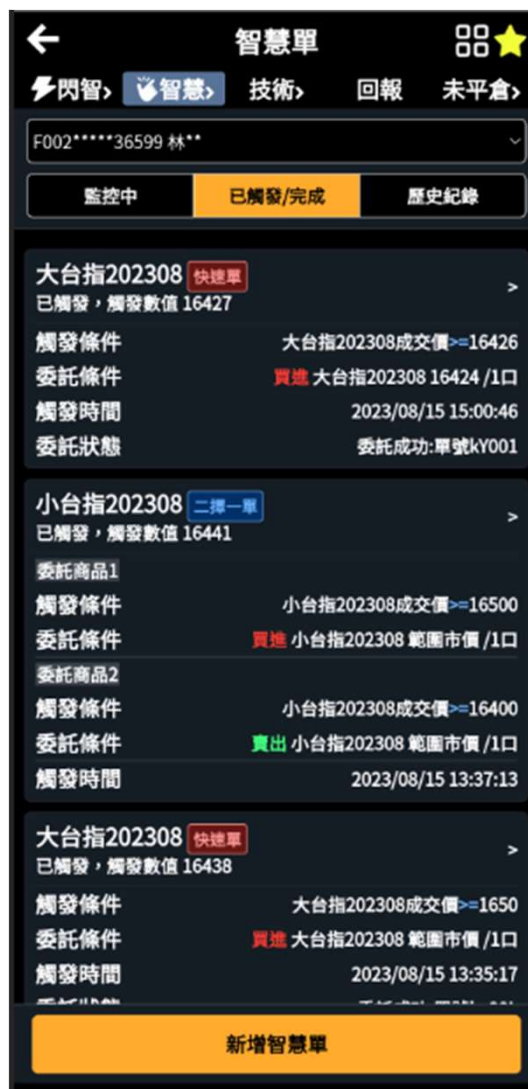 智慧單
閃智› 智慧› 技術› 回報 未平倉›
F002*****36599 林**
監控中 已觸發/完成 歷史紀錄
大台指202308 快速單 >
已觸發，觸發數值 16427
觸發條件 大台指202308成交價>=16426
委託條件 買進 大台指202308 16424 /1口
觸發時間 2023/08/15 15:00:46
委託狀態 委託成功:單號kY001
小台指202308 二擇一單 >
已觸發，觸發數值 16441
委託商品1
觸發條件 小台指202308成交價>=16500
委託條件 買進 小台指202308 範圍市價 /1口
委託商品2
觸發條件 小台指202308成交價>=16400
委託條件 賣出 小台指202308 範圍市價 /1口
觸發時間 2023/08/15 13:37:13
大台指202308 快速單 >
已觸發，觸發數值 16438
觸發條件 大台指202308成交價>=1650
委託條件 買進 大台指202308 範圍市價 /1口
觸發時間 2023/08/15 13:35:17
新增智慧單